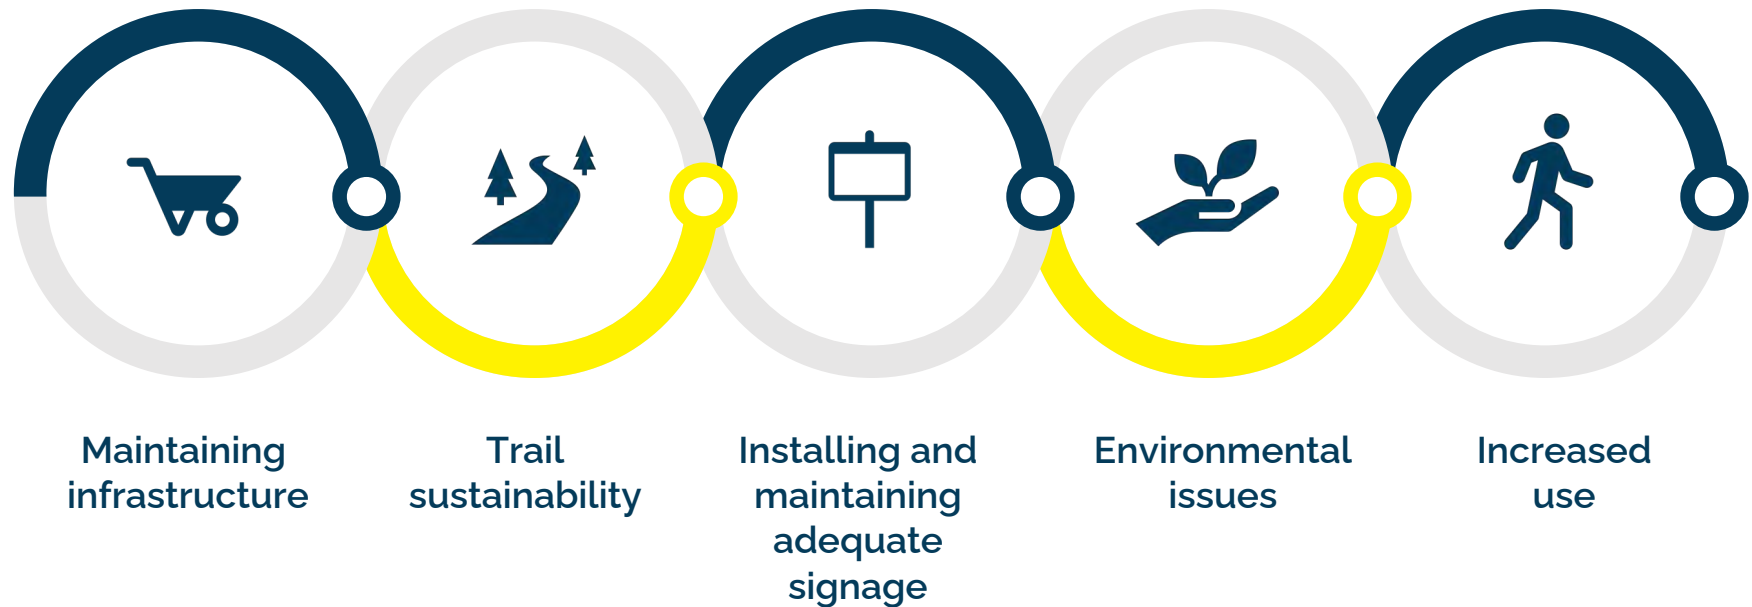 Maintaining
infrastructure
Trail
sustainability
Installing and
maintaining
adequate
signage
Environmental
issues
Increased
use